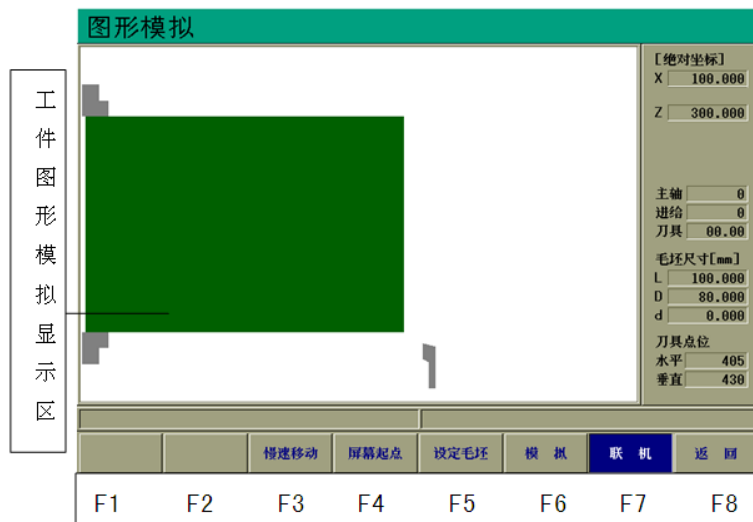 图形模拟
工件图形模拟显示区
[绝对坐标]
X 100.000
Z 300.000
主轴 0
进给 0
刀具 00.00
毛坯尺寸[mm]
L 100.000
D 80.000
d 0.000
刀具点位
水平 405
垂直 430
慢速移动 屏幕起点 设定毛坯 模拟 联机 返回
F1 F2 F3 F4 F5 F6 F7 F8